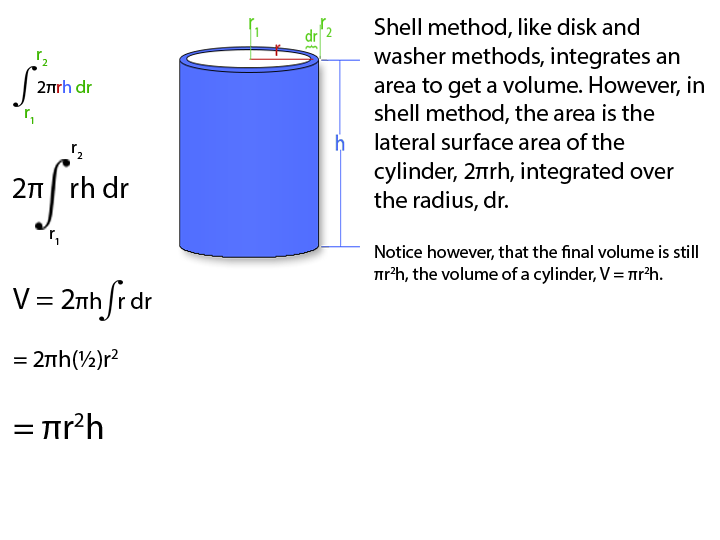 r₂
∫ 2πrh dr
r₁
r₂
2π ∫ rh dr
r₁
V = 2πh∫r dr
= 2πh(½)r²
= πr²h
r₁ r dr r₂
h
Shell method, like disk and
washer methods, integrates an
area to get a volume. However, in
shell method, the area is the
lateral surface area of the
cylinder, 2πrh, integrated over
the radius, dr.
Notice however, that the final volume is still
πr²h, the volume of a cylinder, V = πr²h.